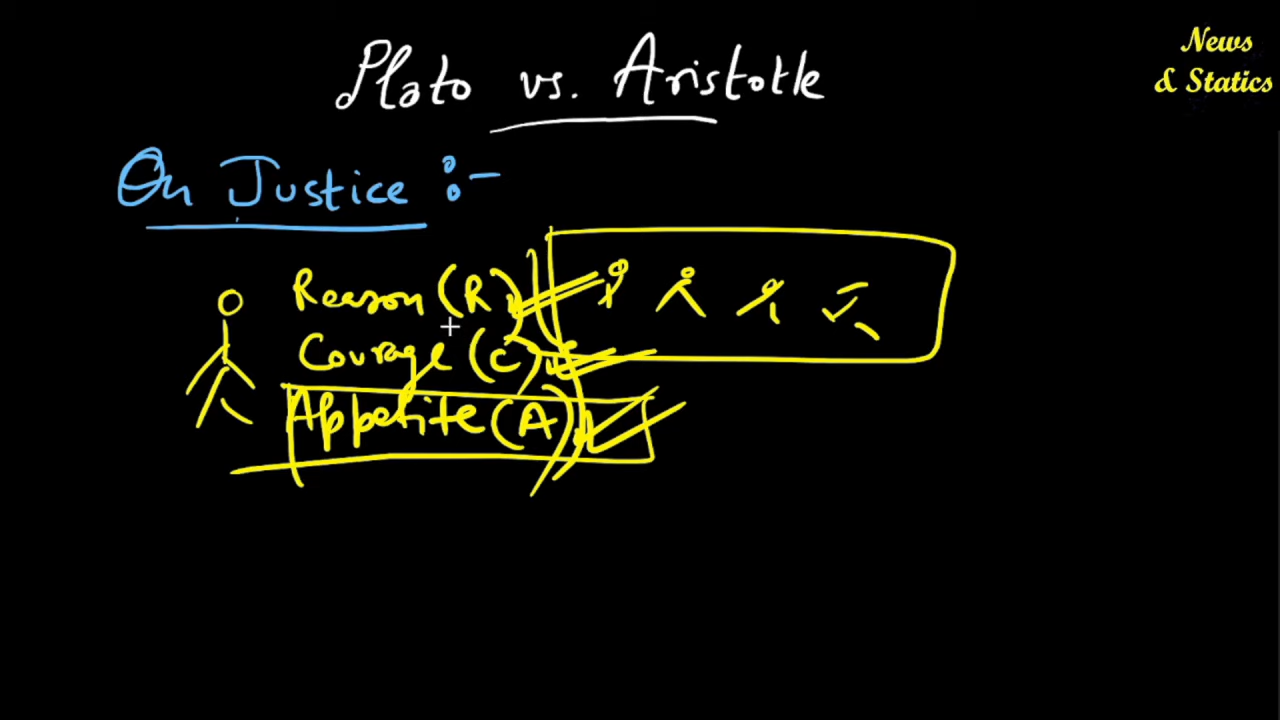 Plato vs. Aristotle
News
& Statics
On Justice :-
Reason (R)
Courage (C)
Appetite (A)